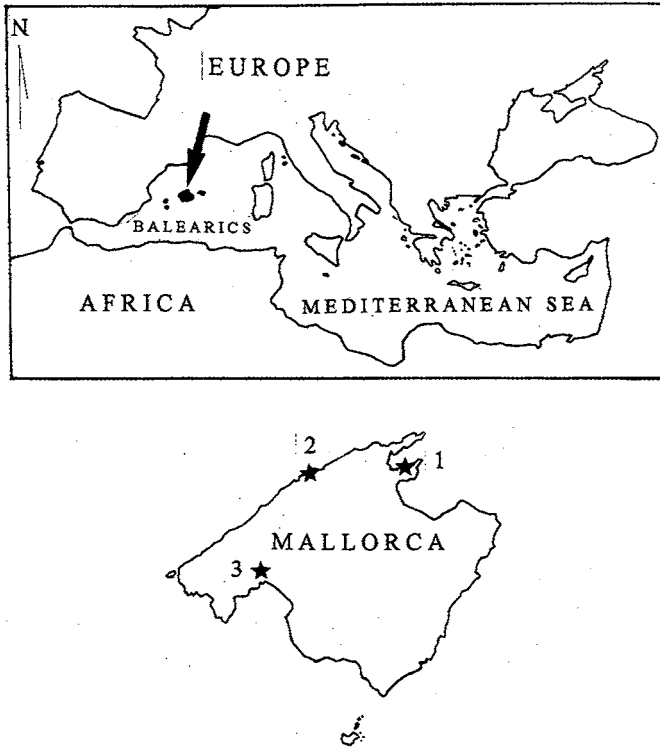 N
EUROPE
BALEARICS
AFRICA
MEDITERRANEAN SEA
2
1
MALLORCA
3